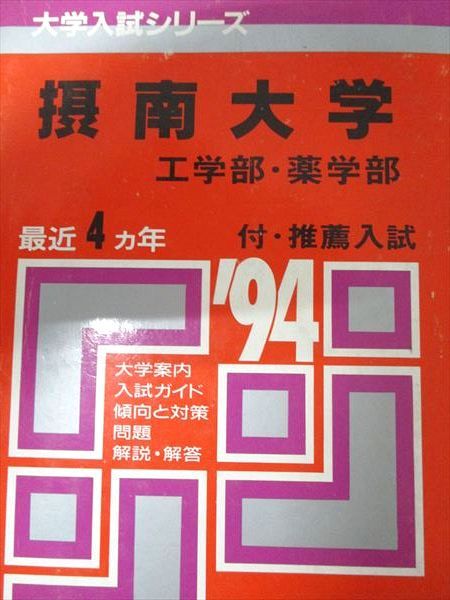 大学入試シリーズ
摂南大学
工学部・薬学部
最近4ヵ年 付・推薦入試
'94
大学案内
入試ガイド
傾向と対策
問題
解説・解答